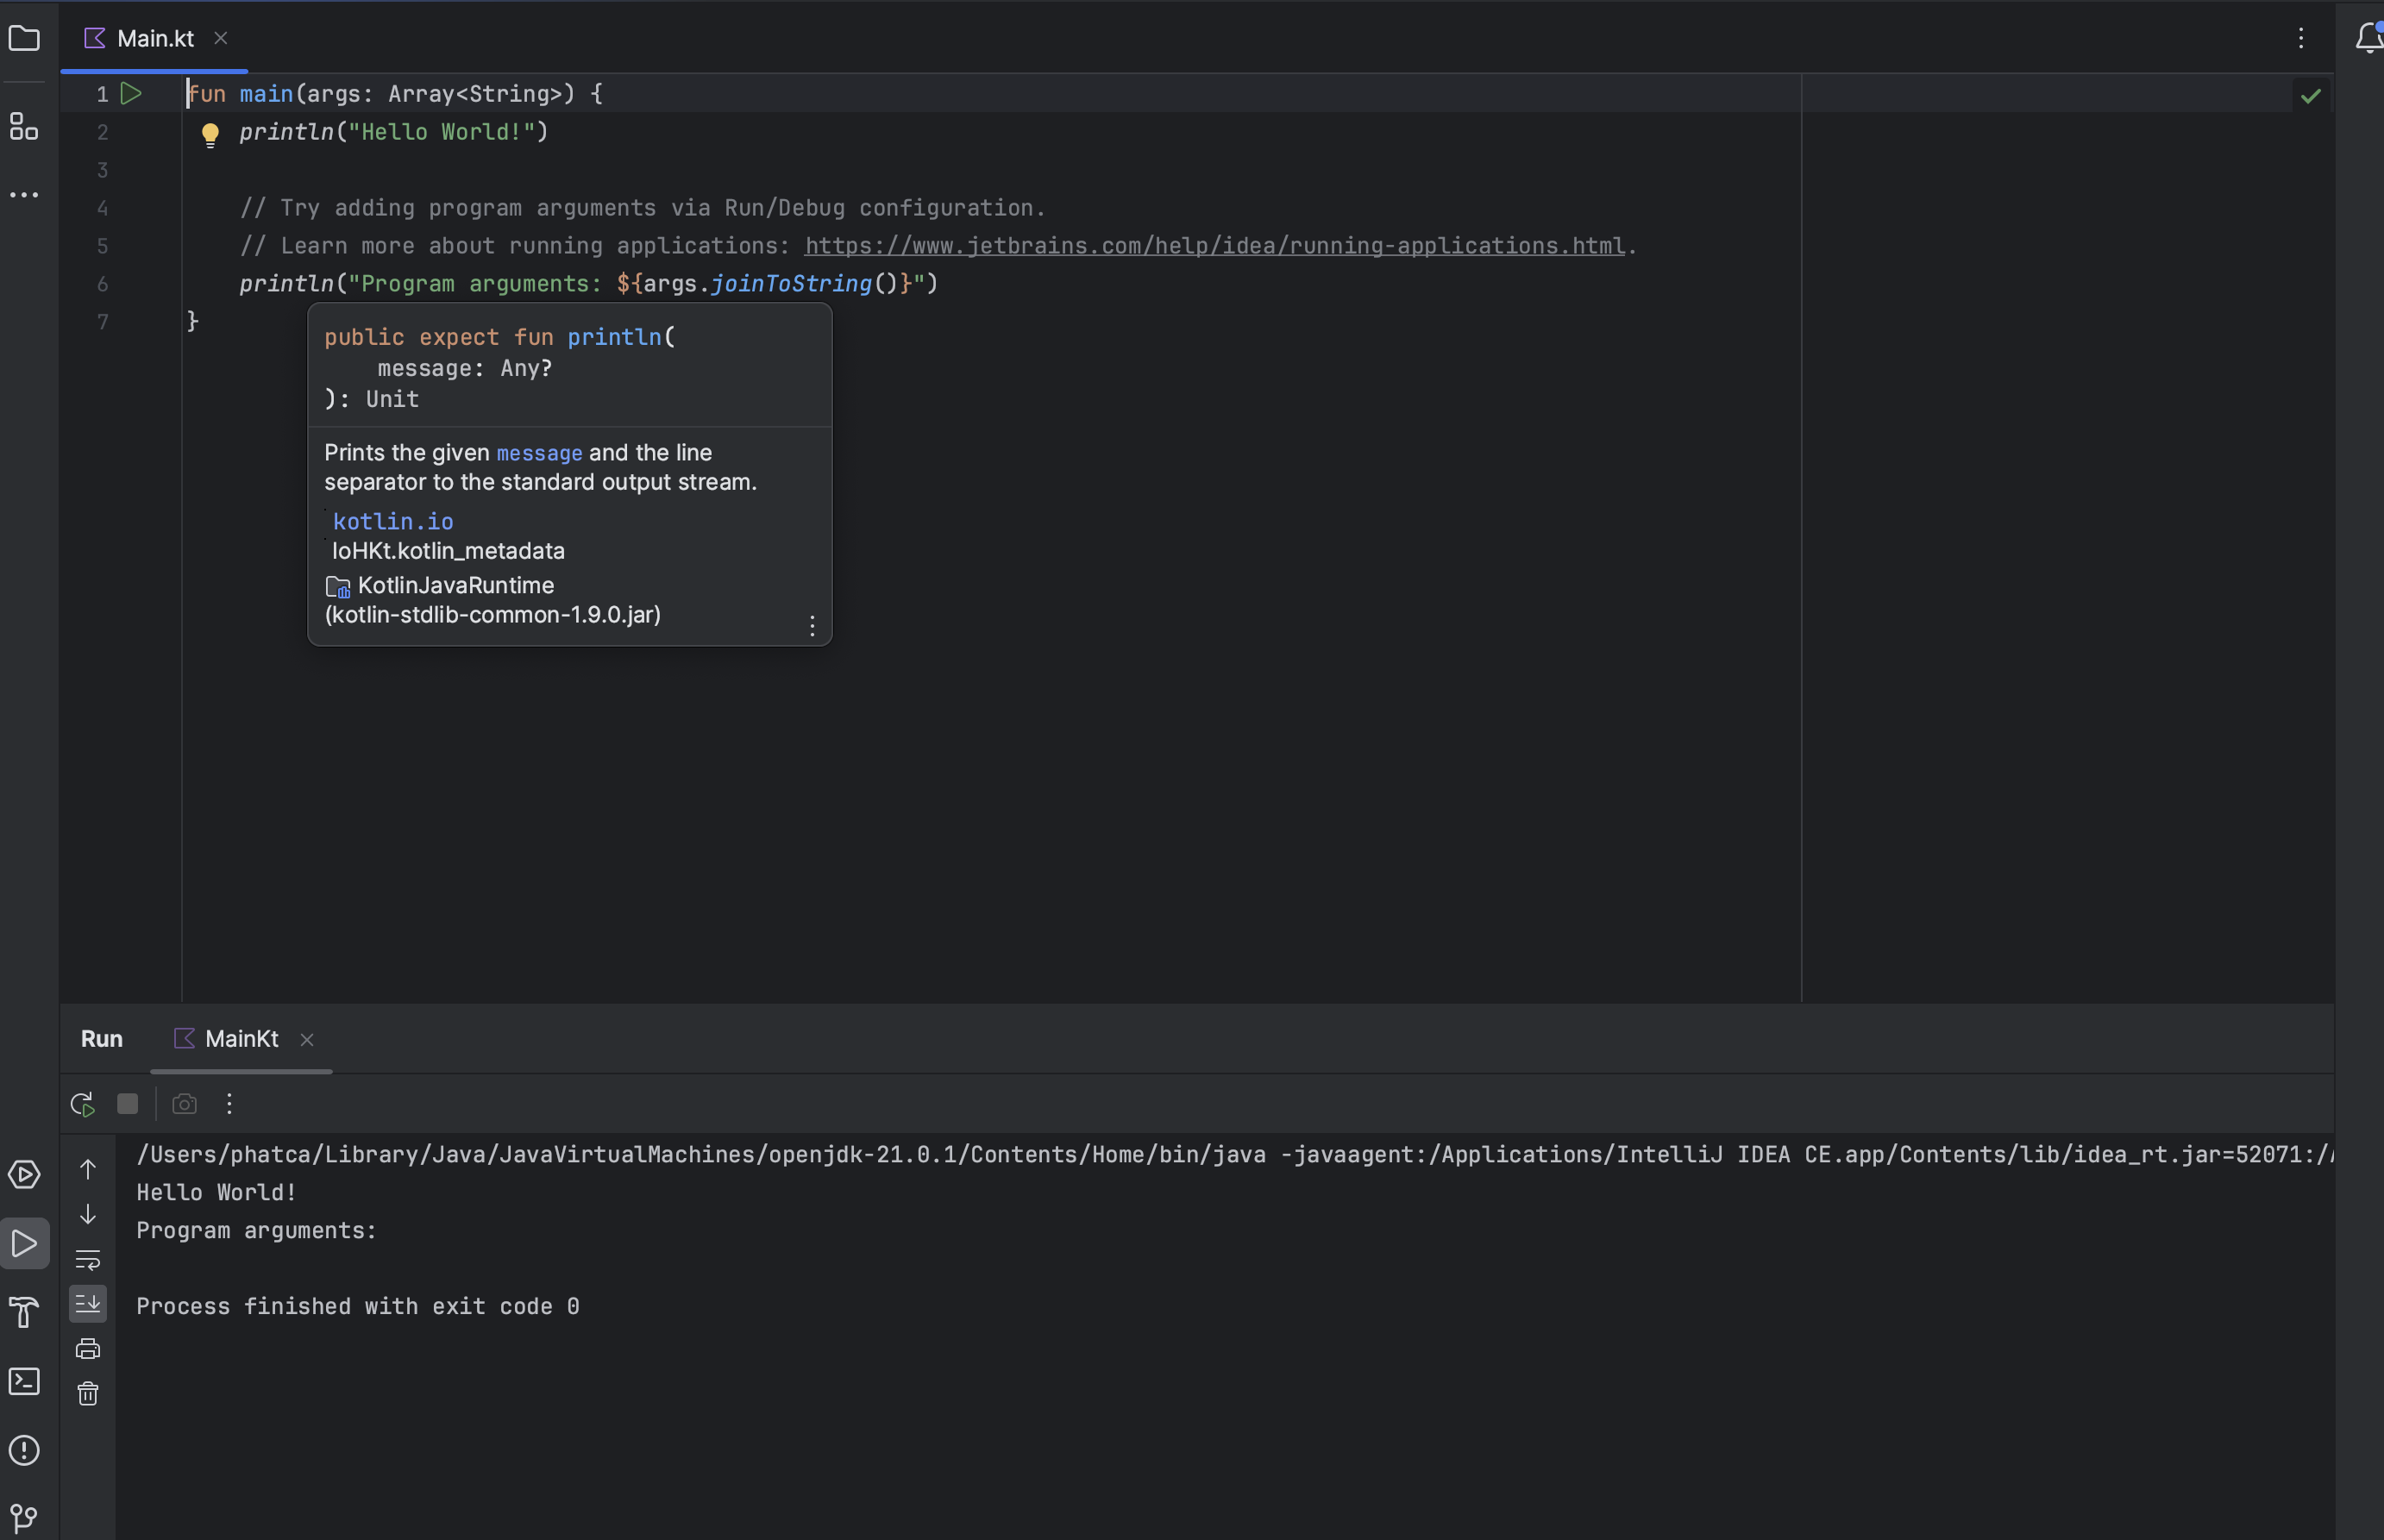 Main.kt
1 fun main(args: Array<String>) {
2 println("Hello World!")
3
4 // Try adding program arguments via Run/Debug configuration.
5 // Learn more about running applications: https://www.jetbrains.com/help/idea/running-applications.html.
6 println("Program arguments: ${args.joinToString()}")
7 }
public expect fun println(
message: Any?
): Unit
Prints the given message and the line
separator to the standard output stream.
kotlin.io
IoHKt.kotlin_metadata
KotlinJavaRuntime
(kotlin-stdlib-common-1.9.0.jar)
Run MainKt
/Users/phatca/Library/Java/JavaVirtualMachines/openjdk-21.0.1/Contents/Home/bin/java -javaagent:/Applications/IntelliJ IDEA CE.app/Contents/lib/idea_rt.jar=52071:/
Hello World!
Program arguments:
Process finished with exit code 0